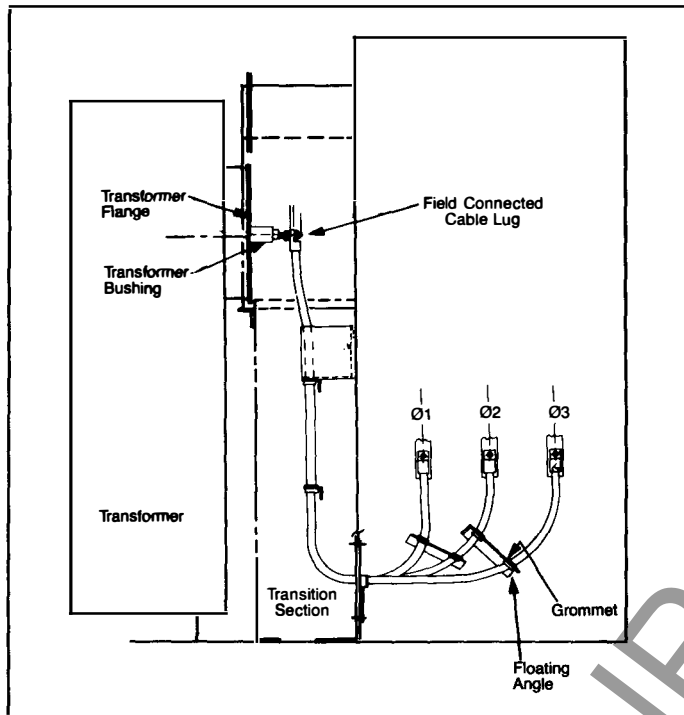 Transformer
Flange
Field Connected
Cable Lug
Transformer
Bushing
Ø1 Ø2 Ø3
Transformer
Transition
Section
Grommet
Floating
Angle